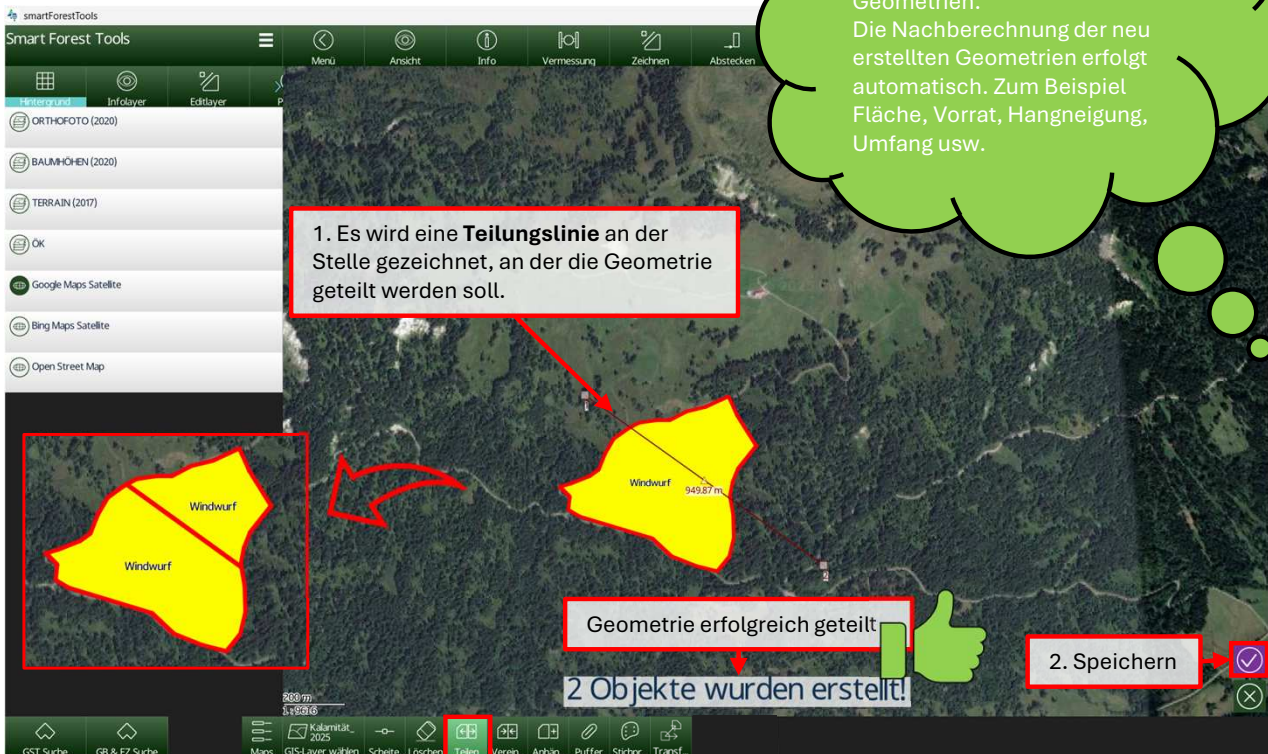 smartForestTools
Smart Forest Tools
Menü
Ansicht
Info
Vermessung
Zeichnen
Abstecken
Hintergrund
Infolayer
Editlayer
ORTHOFOTO (2020)
BAUMHÖHEN (2020)
TERRAIN (2017)
ÖK
Google Maps Satellite
Bing Maps Satellite
Open Street Map
Geometrien.
Die Nachberechnung der neu
erstellten Geometrien erfolgt
automatisch. Zum Beispiel
Fläche, Vorrat, Hangneigung,
Umfang usw.
1. Es wird eine Teilungslinie an der
Stelle gezeichnet, an der die Geometrie
geteilt werden soll.
1
Windwurf
949.87 m
2
Windwurf
Windwurf
Geometrie erfolgreich geteilt
2 Objekte wurden erstellt!
2. Speichern
200 m
1:9616
GST Suche
GB & EZ Suche
Maps
Kalamität_
2025
GIS-Layer wählen
Scheite
Löschen
Teilen
Verein
Anhän
Puffer
Stichpr
Transf...